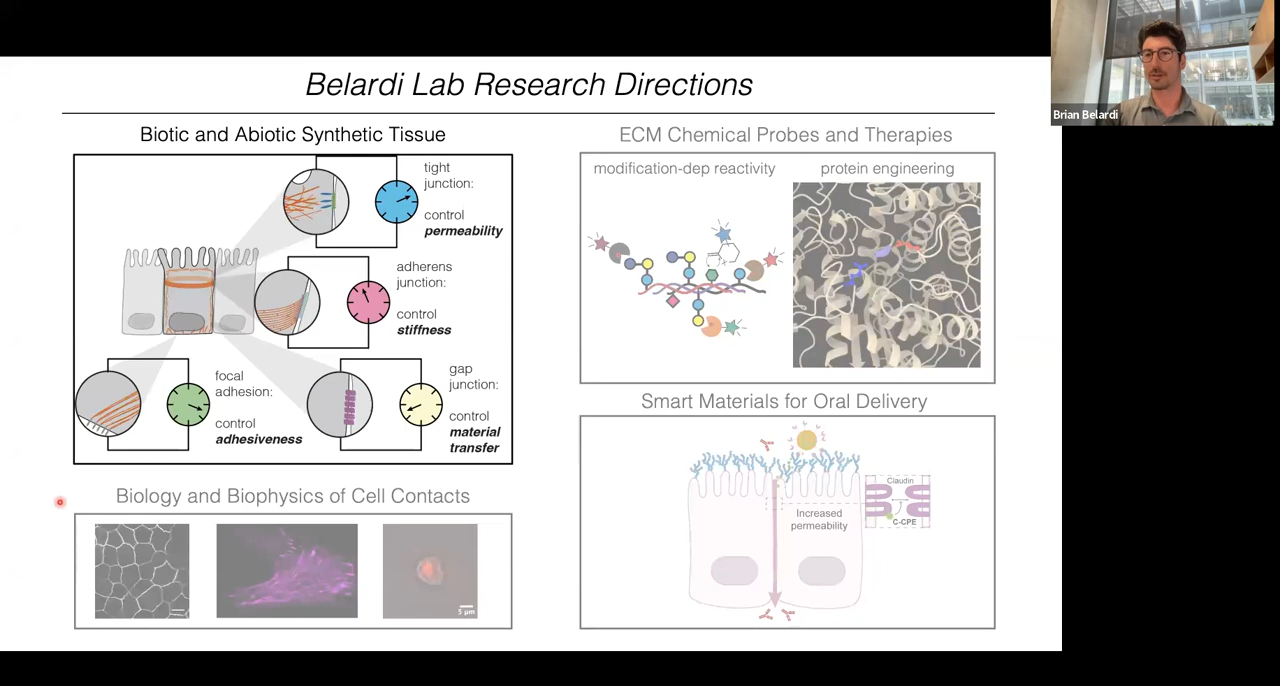 Belardi Lab Research Directions
Brian Belardi
Biotic and Abiotic Synthetic Tissue
tight
junction:
control
permeability
adherens
junction:
control
stiffness
focal
adhesion:
control
adhesiveness
gap
junction:
control
material
transfer
Biology and Biophysics of Cell Contacts
5 µm
ECM Chemical Probes and Therapies
modification-dep reactivity
protein engineering
Smart Materials for Oral Delivery
Increased
permeability
Claudin
C-CPE